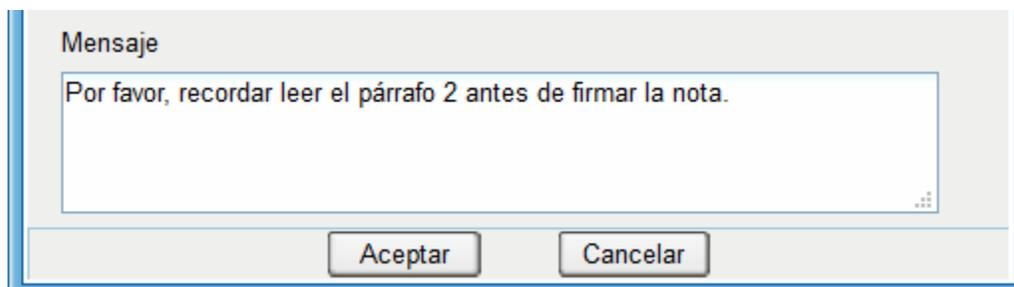 Mensaje
Por favor, recordar leer el párrafo 2 antes de firmar la nota.
Aceptar Cancelar